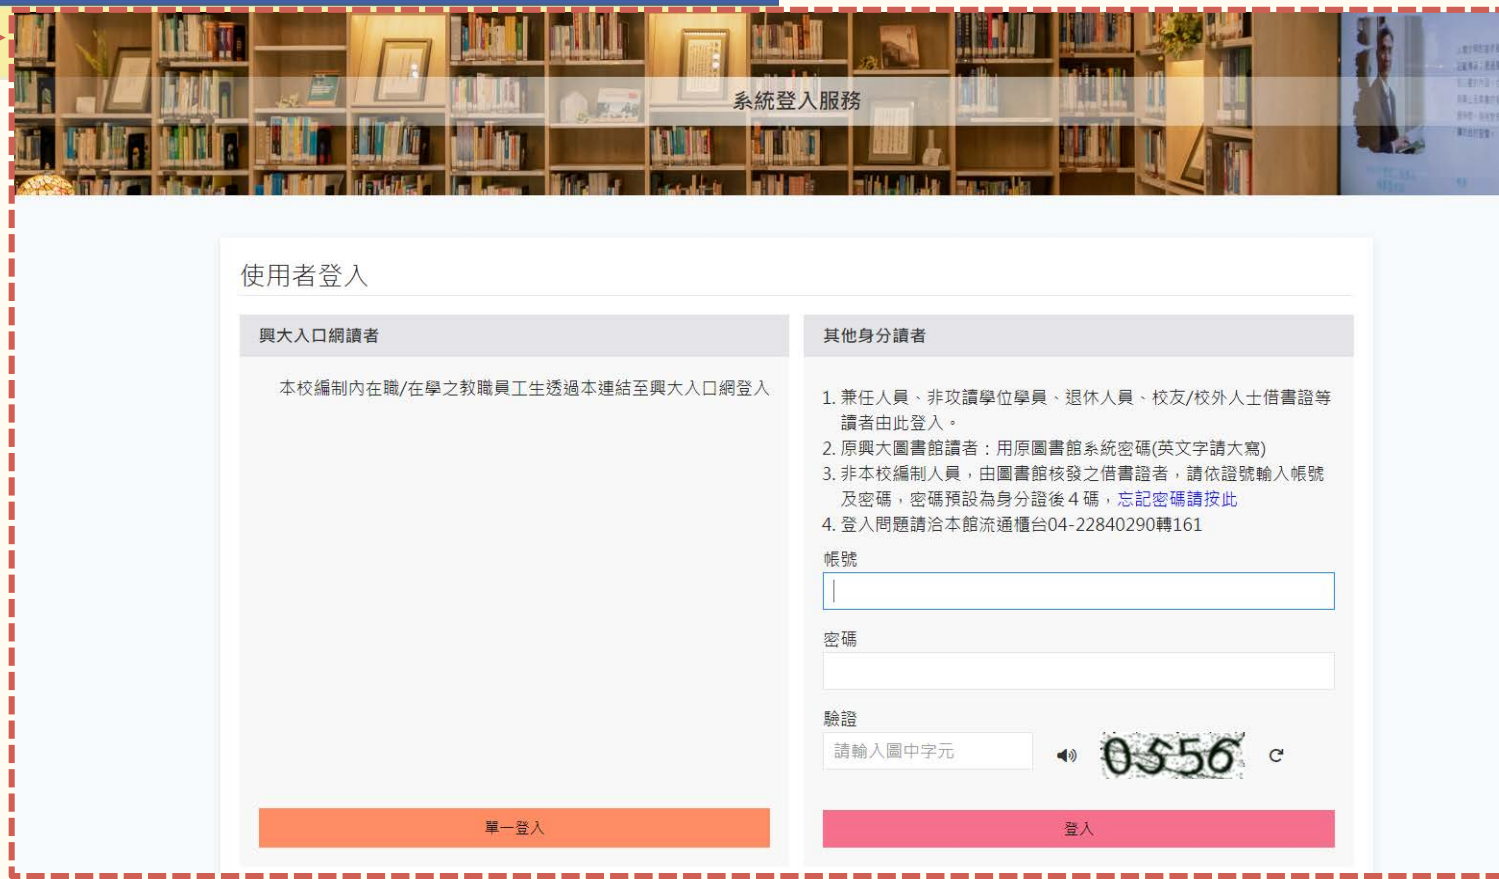 系統登入服務
使用者登入
興大入口網讀者
本校編制內在職/在學之教職員工生透過本連結至興大入口網登入
單一登入
其他身分讀者
1. 兼任人員、非攻讀學位學員、退休人員、校友/校外人士借書證等
讀者由此登入。
2. 原興大圖書館讀者：用原圖書館系統密碼(英文字請大寫)
3. 非本校編制人員，由圖書館核發之借書證者，請依證號輸入帳號
及密碼，密碼預設為身分證後４碼，忘記密碼請按此
4. 登入問題請洽本館流通櫃台04-22840290轉161
帳號
密碼
驗證
請輸入圖中字元
0556
登入